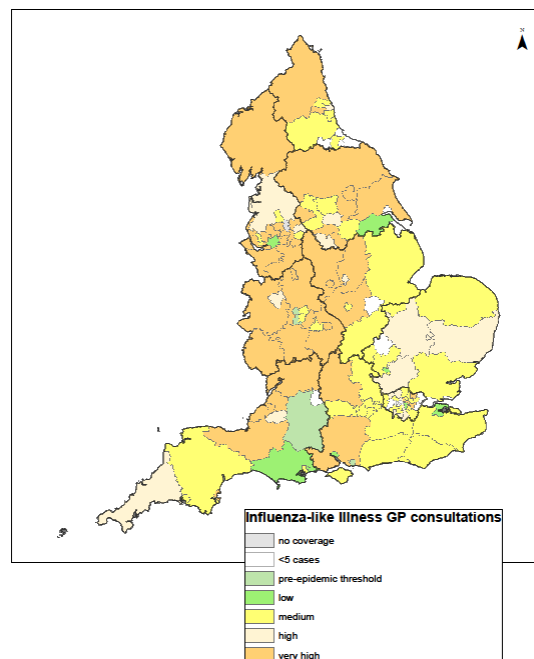 N
Influenza-like Illness GP consultations
no coverage
<5 cases
pre-epidemic threshold
low
medium
high
very high